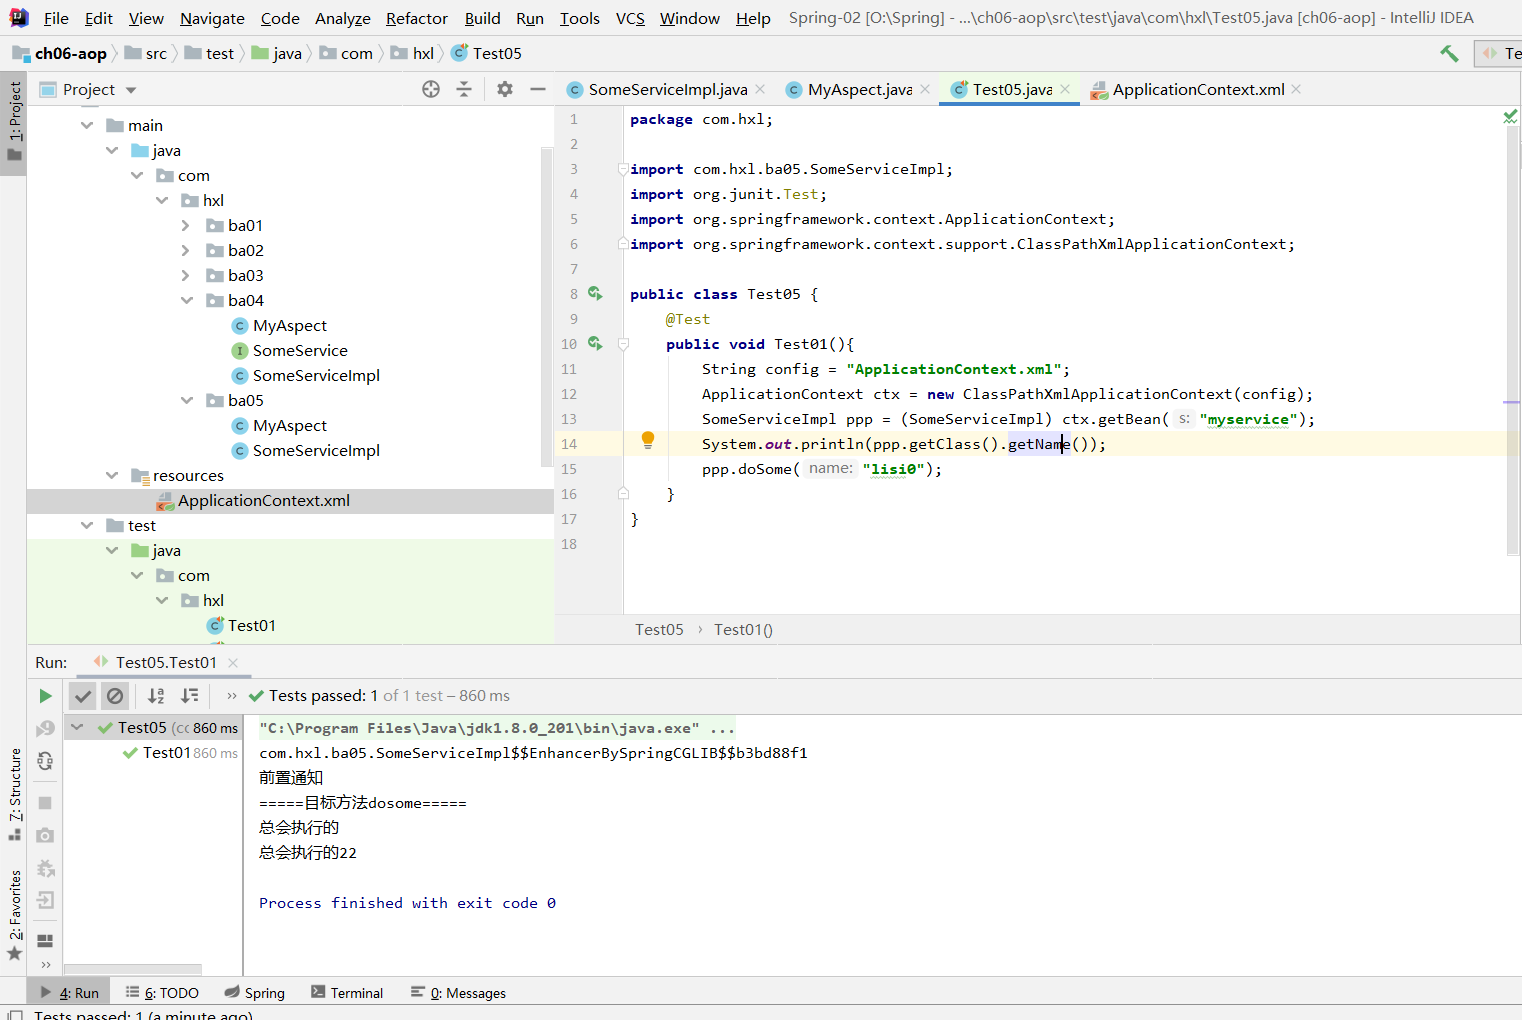 File Edit View Navigate Code Analyze Refactor Build Run Tools VCS Window Help Spring-02 [O:\Spring] - ...\ch06-aop\src\test\java\com\hxl\Test05.java [ch06-aop] - IntelliJ IDEA
ch06-aop src test java com hxl Test05 Te
1: Project
Project
SomeServiceImpl.java MyAspect.java Test05.java ApplicationContext.xml
main
java
com
hxl
ba01
ba02
ba03
ba04
MyAspect
SomeService
SomeServiceImpl
ba05
MyAspect
SomeServiceImpl
resources
ApplicationContext.xml
test
java
com
hxl
Test01
1 package com.hxl;
2
3 import com.hxl.ba05.SomeServiceImpl;
4 import org.junit.Test;
5 import org.springframework.context.ApplicationContext;
6 import org.springframework.context.support.ClassPathXmlApplicationContext;
7
8 public class Test05 {
9 @Test
10 public void Test01(){
11 String config = "ApplicationContext.xml";
12 ApplicationContext ctx = new ClassPathXmlApplicationContext(config);
13 SomeServiceImpl ppp = (SomeServiceImpl) ctx.getBean( s: "myservice");
14 System.out.println(ppp.getClass().getName());
15 ppp.doSome( name: "lisi0");
16 }
17 }
18
Test05 › Test01()
Run: Test05.Test01
Tests passed: 1 of 1 test – 860 ms
Test05 (co 860 ms
Test01 860 ms
"C:\Program Files\Java\jdk1.8.0_201\bin\java.exe" ...
com.hxl.ba05.SomeServiceImpl$$EnhancerBySpringCGLIB$$b3bd88f1
前置通知
=====目标方法dosome=====
总会执行的
总会执行的22
Process finished with exit code 0
7: Structure
2: Favorites
4: Run 6: TODO Spring Terminal 0: Messages
Tests passed: 1 (a minute ago)